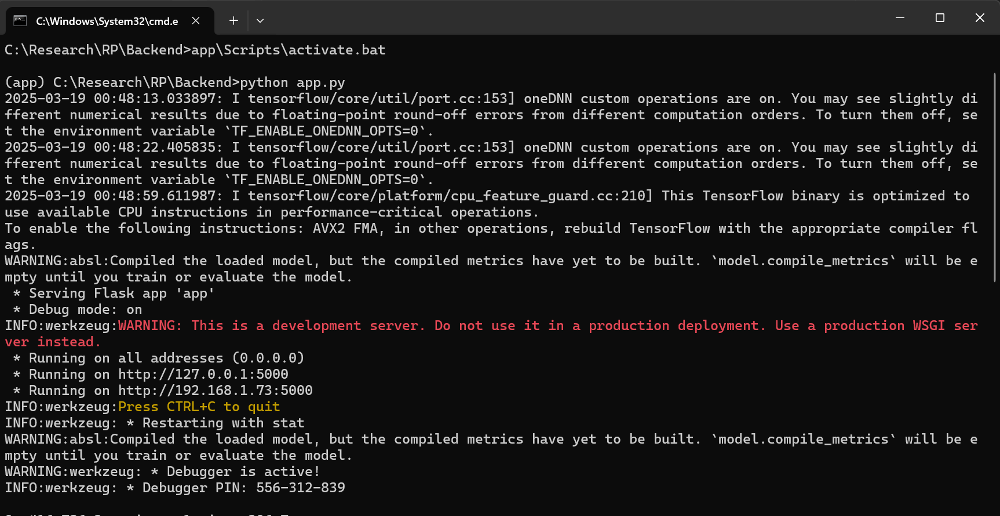 C:\Windows\System32\cmd.e
C:\Research\RP\Backend>app\Scripts\activate.bat
(app) C:\Research\RP\Backend>python app.py
2025-03-19 00:48:13.033897: I tensorflow/core/util/port.cc:153] oneDNN custom operations are on. You may see slightly di
fferent numerical results due to floating-point round-off errors from different computation orders. To turn them off, se
t the environment variable `TF_ENABLE_ONEDNN_OPTS=0`.
2025-03-19 00:48:22.405835: I tensorflow/core/util/port.cc:153] oneDNN custom operations are on. You may see slightly di
fferent numerical results due to floating-point round-off errors from different computation orders. To turn them off, se
t the environment variable `TF_ENABLE_ONEDNN_OPTS=0`.
2025-03-19 00:48:59.611987: I tensorflow/core/platform/cpu_feature_guard.cc:210] This TensorFlow binary is optimized to
use available CPU instructions in performance-critical operations.
To enable the following instructions: AVX2 FMA, in other operations, rebuild TensorFlow with the appropriate compiler fl
ags.
WARNING:absl:Compiled the loaded model, but the compiled metrics have yet to be built. `model.compile_metrics` will be e
mpty until you train or evaluate the model.
 * Serving Flask app 'app'
 * Debug mode: on
INFO:werkzeug:WARNING: This is a development server. Do not use it in a production deployment. Use a production WSGI ser
ver instead.
 * Running on all addresses (0.0.0.0)
 * Running on http://127.0.0.1:5000
 * Running on http://192.168.1.73:5000
INFO:werkzeug:Press CTRL+C to quit
INFO:werkzeug: * Restarting with stat
WARNING:absl:Compiled the loaded model, but the compiled metrics have yet to be built. `model.compile_metrics` will be e
mpty until you train or evaluate the model.
WARNING:werkzeug: * Debugger is active!
INFO:werkzeug: * Debugger PIN: 556-312-839